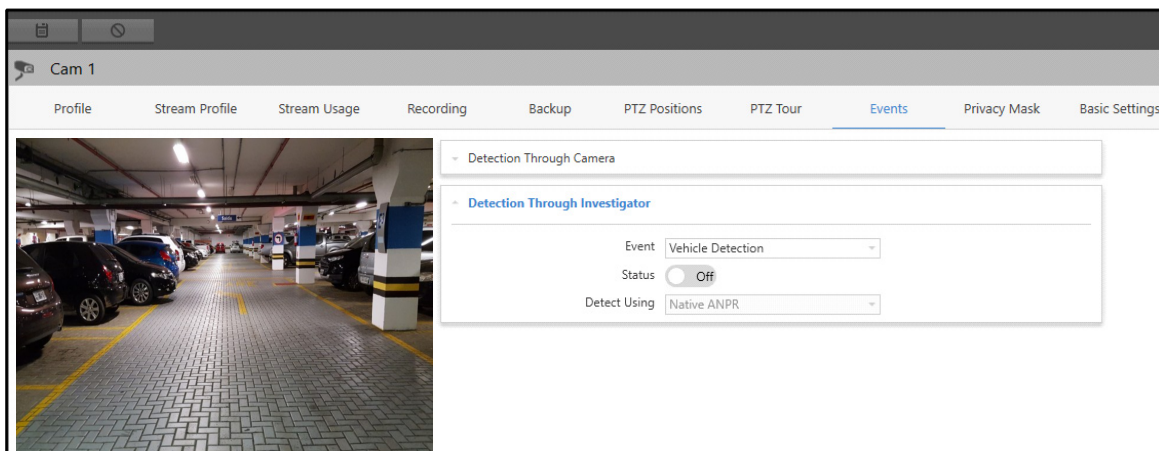 Cam 1
Profile Stream Profile Stream Usage Recording Backup PTZ Positions PTZ Tour Events Privacy Mask Basic Settings
Detection Through Camera
Detection Through Investigator
Event Vehicle Detection
Status Off
Detect Using Native ANPR